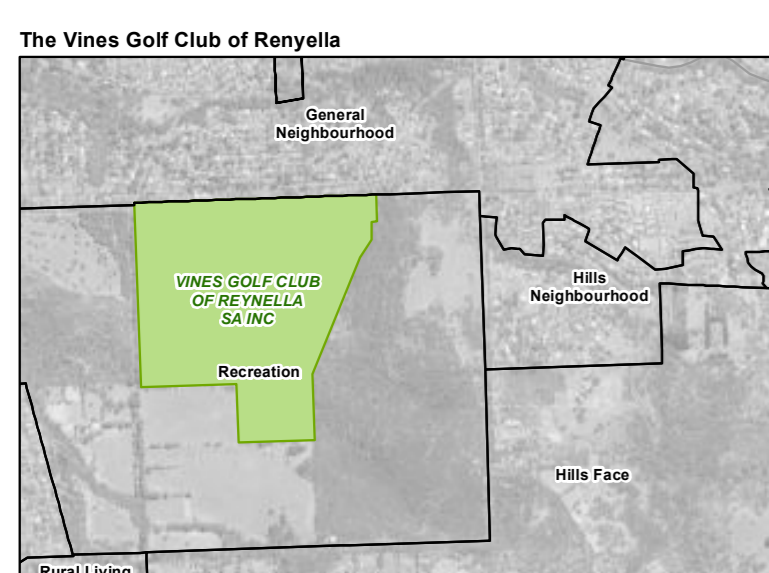 The Vines Golf Club of Renyella
General
Neighbourhood
VINES GOLF CLUB
OF REYNELLA
SA INC
Hills
Neighbourhood
Recreation
Hills Face
Rural Living